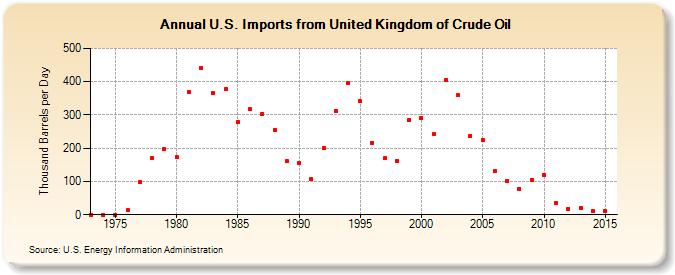 Annual U.S. Imports from United Kingdom of Crude Oil
Thousand Barrels per Day
500
400
300
200
100
0
1975 1980 1985 1990 1995 2000 2005 2010 2015
Source: U.S. Energy Information Administration